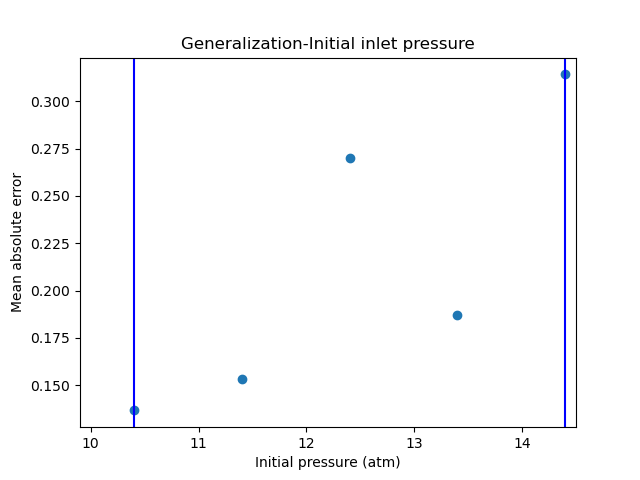 Generalization-Initial inlet pressure
0.300
0.275
0.250
0.225
0.200
0.175
0.150
Mean absolute error
10 11 12 13 14
Initial pressure (atm)